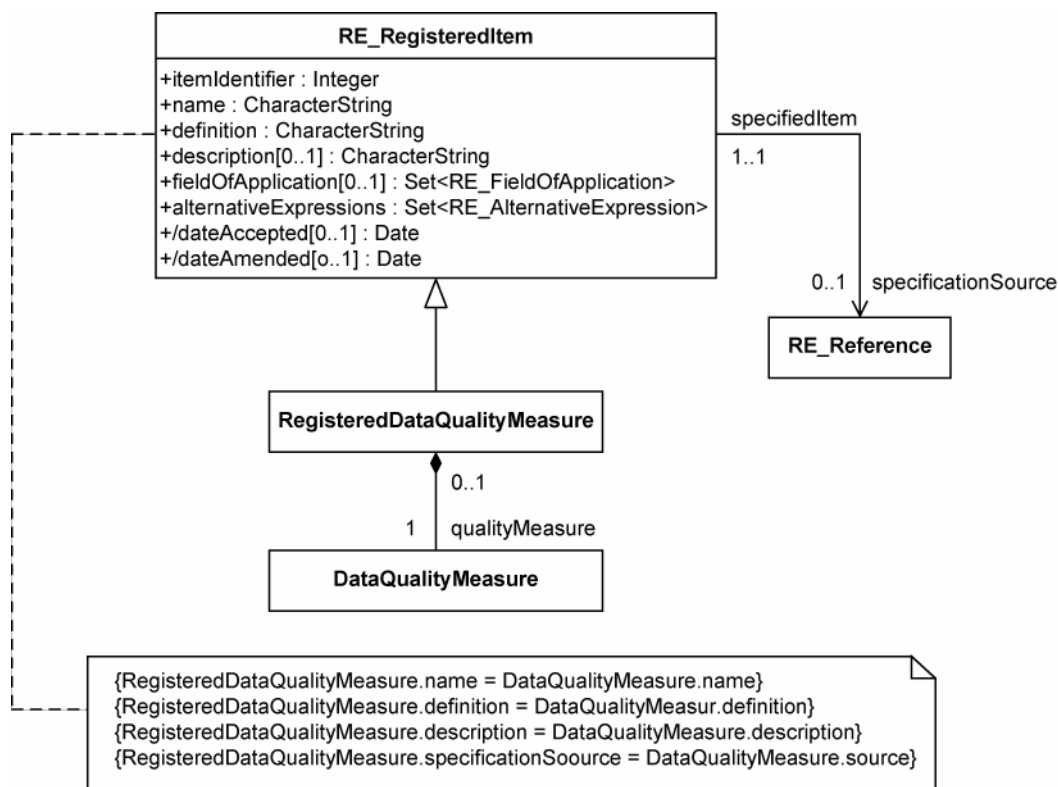 RE_RegisteredItem
+itemIdentifier : Integer
+name : CharacterString
+definition : CharacterString
+description[0..1] : CharacterString
+fieldOfApplication[0..1] : Set<RE_FieldOfApplication>
+alternativeExpressions : Set<RE_AlternativeExpression>
+/dateAccepted[0..1] : Date
+/dateAmended[o..1] : Date
specifiedItem
1..1
0..1 specificationSource
RE_Reference
RegisteredDataQualityMeasure
0..1
1 qualityMeasure
DataQualityMeasure
{RegisteredDataQualityMeasure.name = DataQualityMeasure.name}
{RegisteredDataQualityMeasure.definition = DataQualityMeasur.definition}
{RegisteredDataQualityMeasure.description = DataQualityMeasure.description}
{RegisteredDataQualityMeasure.specificationSoource = DataQualityMeasure.source}